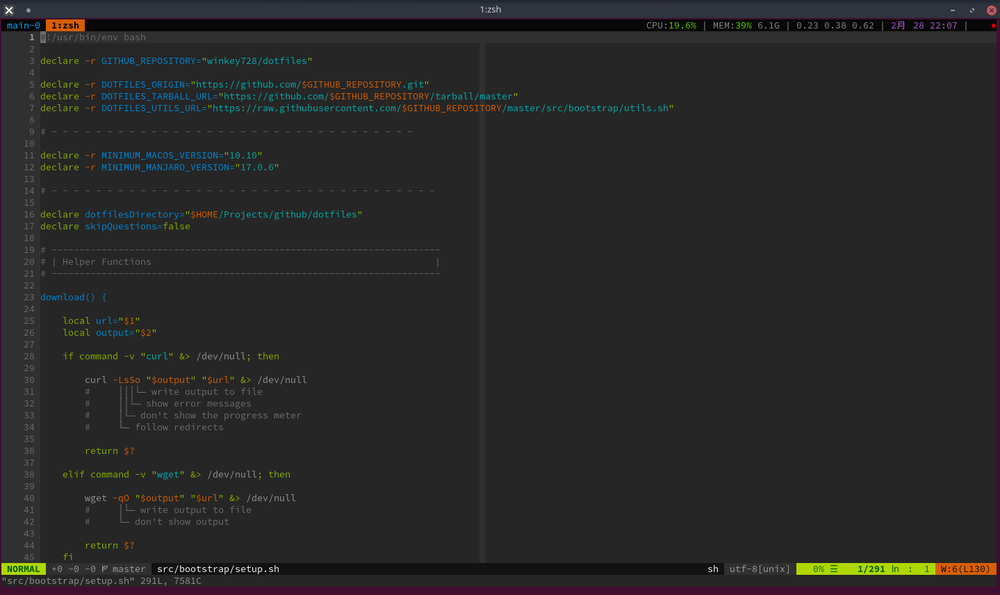 1:zsh
main-0 1:zsh CPU:19.6% | MEM:39% 6.1G | 0.23 0.38 0.62 | 2月 28 22:07 |
1 #!/usr/bin/env bash
2
3 declare -r GITHUB_REPOSITORY="winkey728/dotfiles"
4
5 declare -r DOTFILES_ORIGIN="https://github.com/$GITHUB_REPOSITORY.git"
6 declare -r DOTFILES_TARBALL_URL="https://github.com/$GITHUB_REPOSITORY/tarball/master"
7 declare -r DOTFILES_UTILS_URL="https://raw.githubusercontent.com/$GITHUB_REPOSITORY/master/src/bootstrap/utils.sh"
8
9 # - - - - - - - - - - - - - - - - - - - - - - - - - - - - - - - - -
10
11 declare -r MINIMUM_MACOS_VERSION="10.10"
12 declare -r MINIMUM_MANJARO_VERSION="17.0.6"
13
14 # - - - - - - - - - - - - - - - - - - - - - - - - - - - - - - - - - - -
15
16 declare dotfilesDirectory="$HOME/Projects/github/dotfiles"
17 declare skipQuestions=false
18
19 # ----------------------------------------------------------------------
20 # | Helper Functions |
21 # ----------------------------------------------------------------------
22
23 download() {
24
25 local url="$1"
26 local output="$2"
27
28 if command -v "curl" &> /dev/null; then
29
30 curl -LsSo "$output" "$url" &> /dev/null
31 # │││└─ write output to file
32 # ││└─ show error messages
33 # │└─ don't show the progress meter
34 # └─ follow redirects
35
36 return $?
37
38 elif command -v "wget" &> /dev/null; then
39
40 wget -qO "$output" "$url" &> /dev/null
41 # │└─ write output to file
42 # └─ don't show output
43
44 return $?
45 fi
NORMAL +0 ~0 -0 master src/bootstrap/setup.sh sh utf-8[unix] 0% ☰ 1/291 ln : 1 W:6(L130)
"src/bootstrap/setup.sh" 291L, 7581C